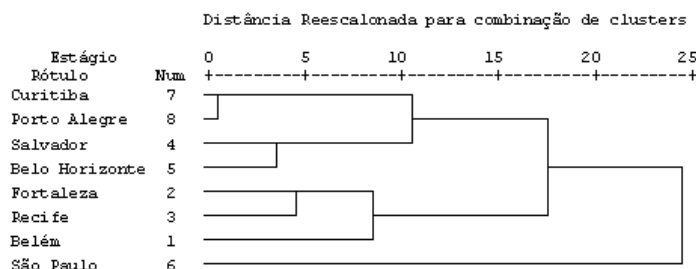 Distância Reescalonada para combinação de clusters
Estágio 0 5 10 15 20 25
Rótulo Num
Curitiba 7
Porto Alegre 8
Salvador 4
Belo Horizonte 5
Fortaleza 2
Recife 3
Belém 1
São Paulo 6